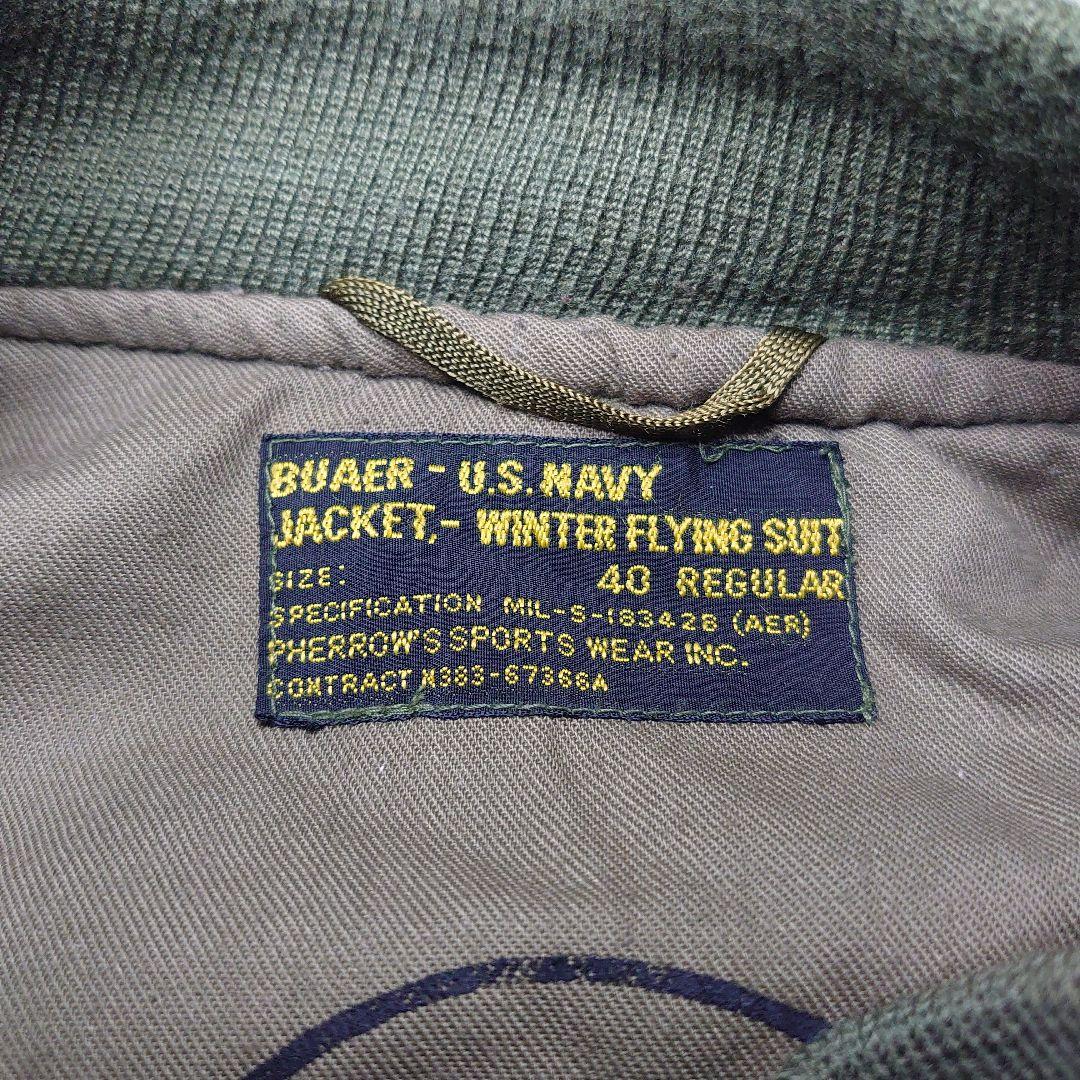 BUAER - U.S. NAVY
JACKET,- WINTER FLYING SUIT
SIZE: 40 REGULAR
SPECIFICATION MIL-S-18342B (AER)
PHERROW'S SPORTS WEAR INC.
CONTRACT N383-67366A